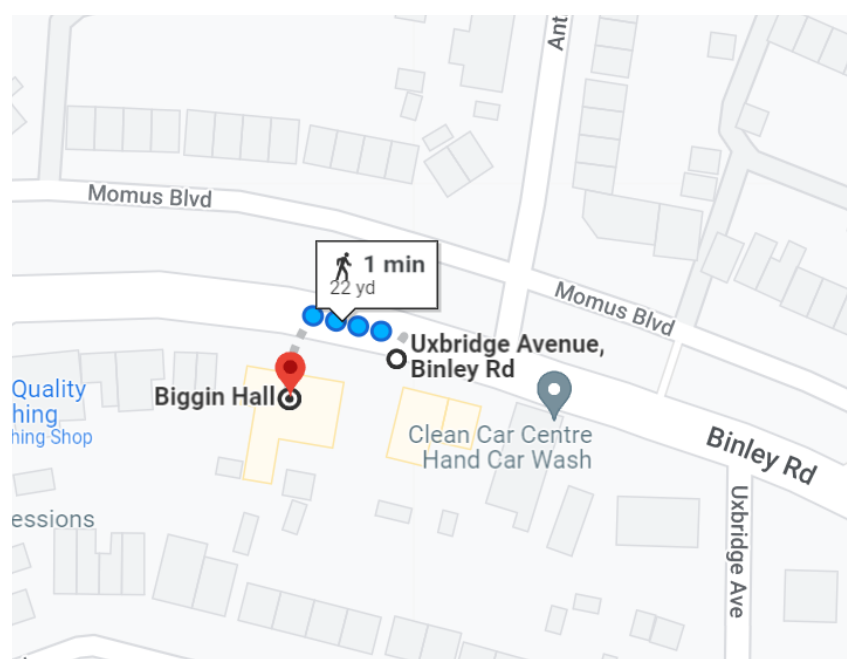 Ant
Momus Blvd
1 min
22 yd
Momus Blvd
Uxbridge Avenue,
Binley Rd
Quality
hing
hing Shop
Biggin Hall
Clean Car Centre
Hand Car Wash
Binley Rd
essions
Uxbridge Ave